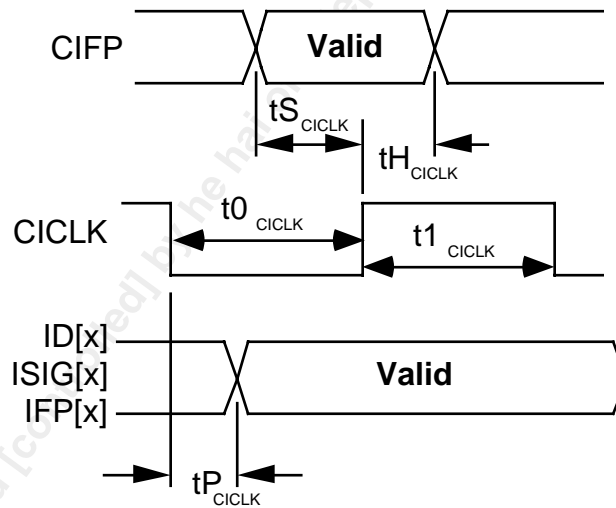 CIFP
Valid
tS CICLK
tH CICLK
CICLK
t0 CICLK
t1 CICLK
ID[x]
ISIG[x]
IFP[x]
Valid
tP CICLK